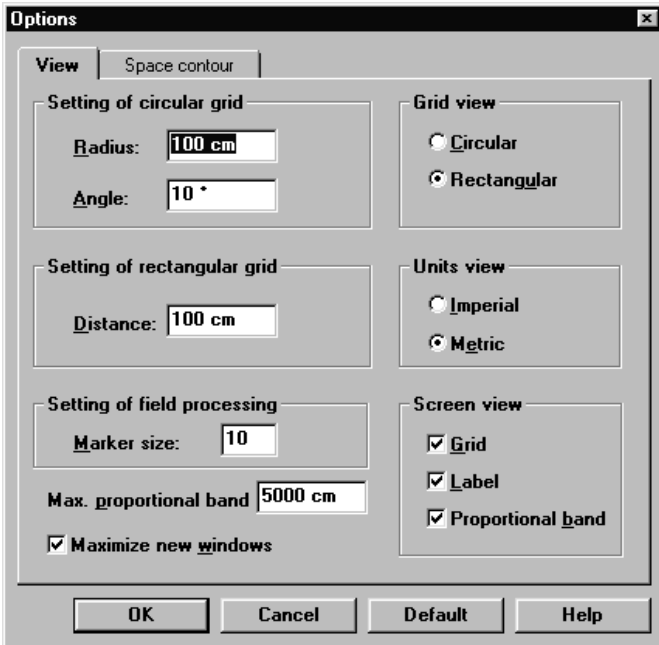 Options
View
Space contour
Setting of circular grid
Radius: 100 cm
Angle: 10 °
Grid view
Circular
Rectangular
Setting of rectangular grid
Distance: 100 cm
Units view
Imperial
Metric
Setting of field processing
Marker size: 10
Max. proportional band 5000 cm
Maximize new windows
Screen view
Grid
Label
Proportional band
OK
Cancel
Default
Help